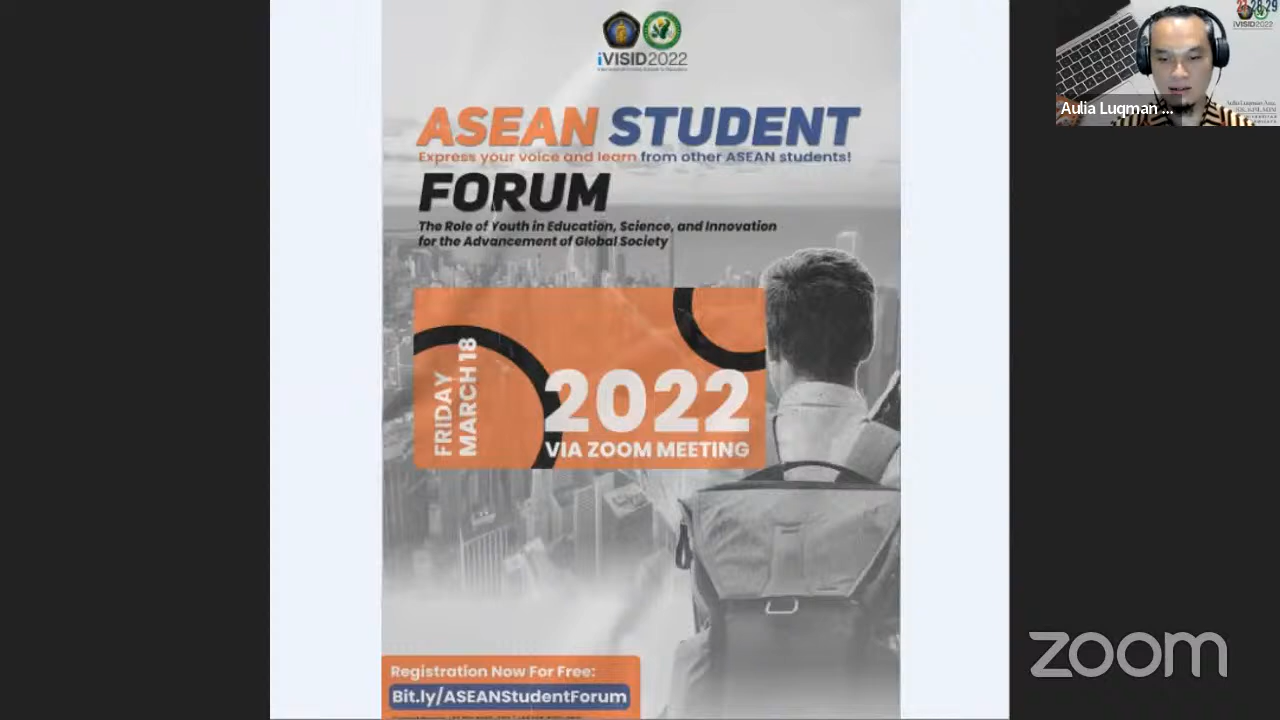 iVISID2022
ASEAN STUDENT
Express your voice and learn from other ASEAN students!
FORUM
The Role of Youth in Education, Science, and Innovation
for the Advancement of Global Society
FRIDAY
MARCH 18
2022
VIA ZOOM MEETING
Registration Now For Free:
Bit.ly/ASEANStudentForum
Aulia Luqman ...
iVISID2022
zoom